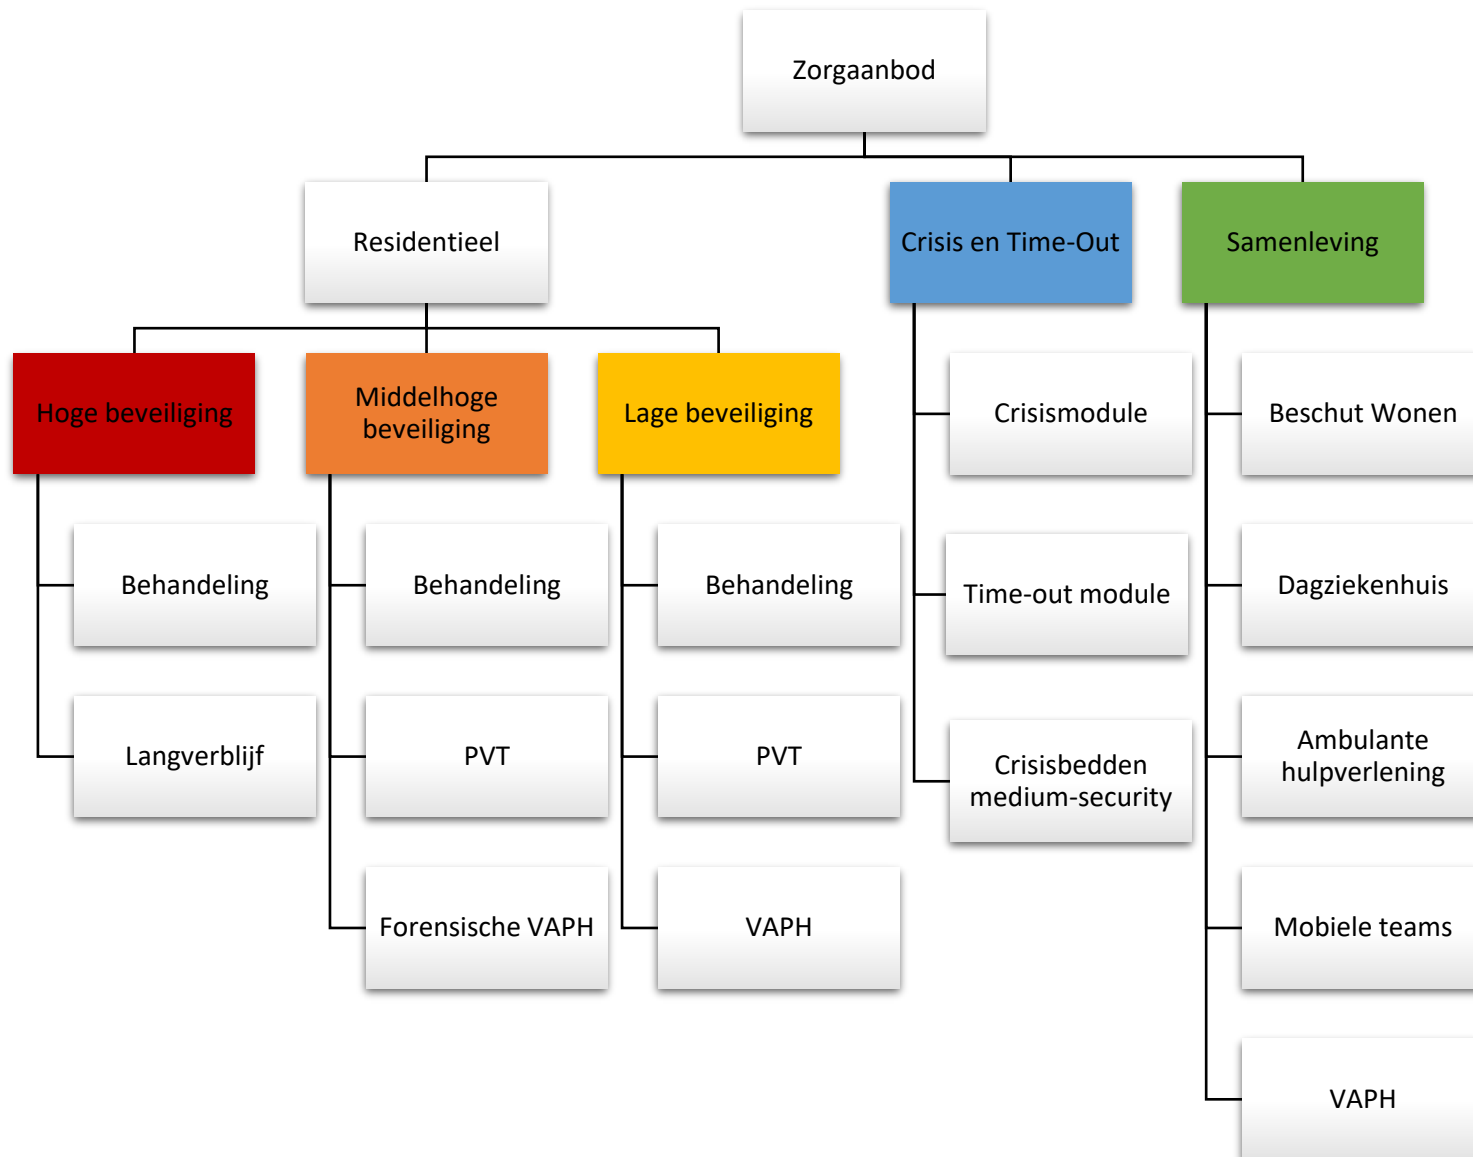 Zorgaanbod
Residentieel
Crisis en Time-Out
Samenleving
Hoge beveiliging
Middelhoge
beveiliging
Lage beveiliging
Crisismodule
Beschut Wonen
Behandeling
Behandeling
Behandeling
Time-out module
Dagziekenhuis
Langverblijf
PVT
PVT
Crisisbedden
medium-security
Ambulante
hulpverlening
Forensische VAPH
VAPH
Mobiele teams
VAPH